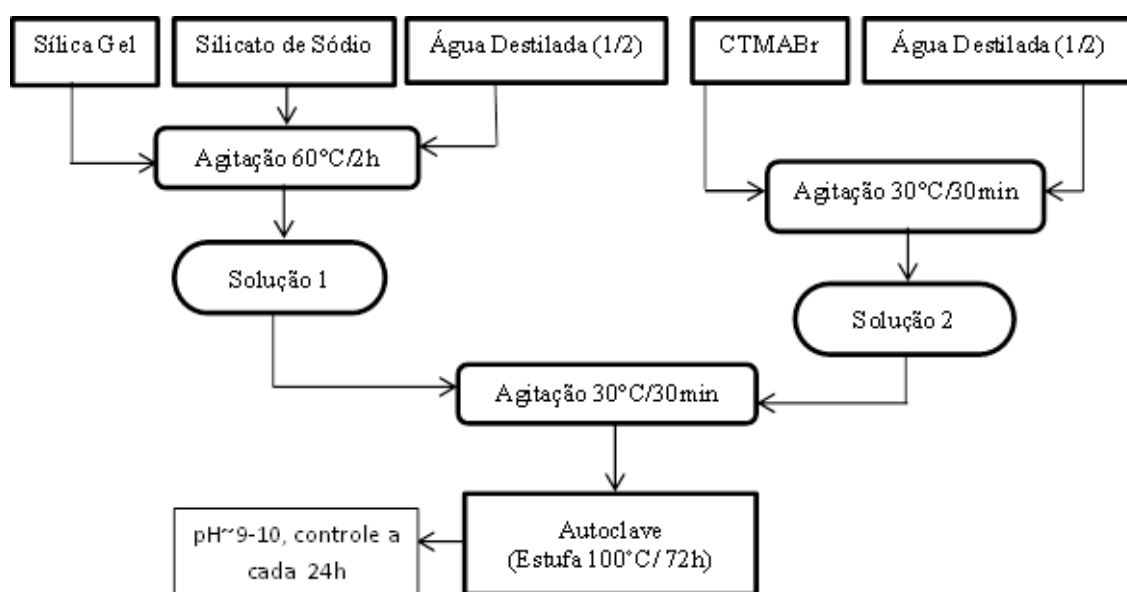 Sílica Gel
Silicato de Sódio
Água Destilada (1/2)
CTMABr
Água Destilada (1/2)
Agitação 60°C/2h
Agitação 30°C/30min
Solução 1
Solução 2
Agitação 30°C/30min
Autoclave
(Estufa 100°C/ 72h)
pH~9-10, controle a
cada 24h